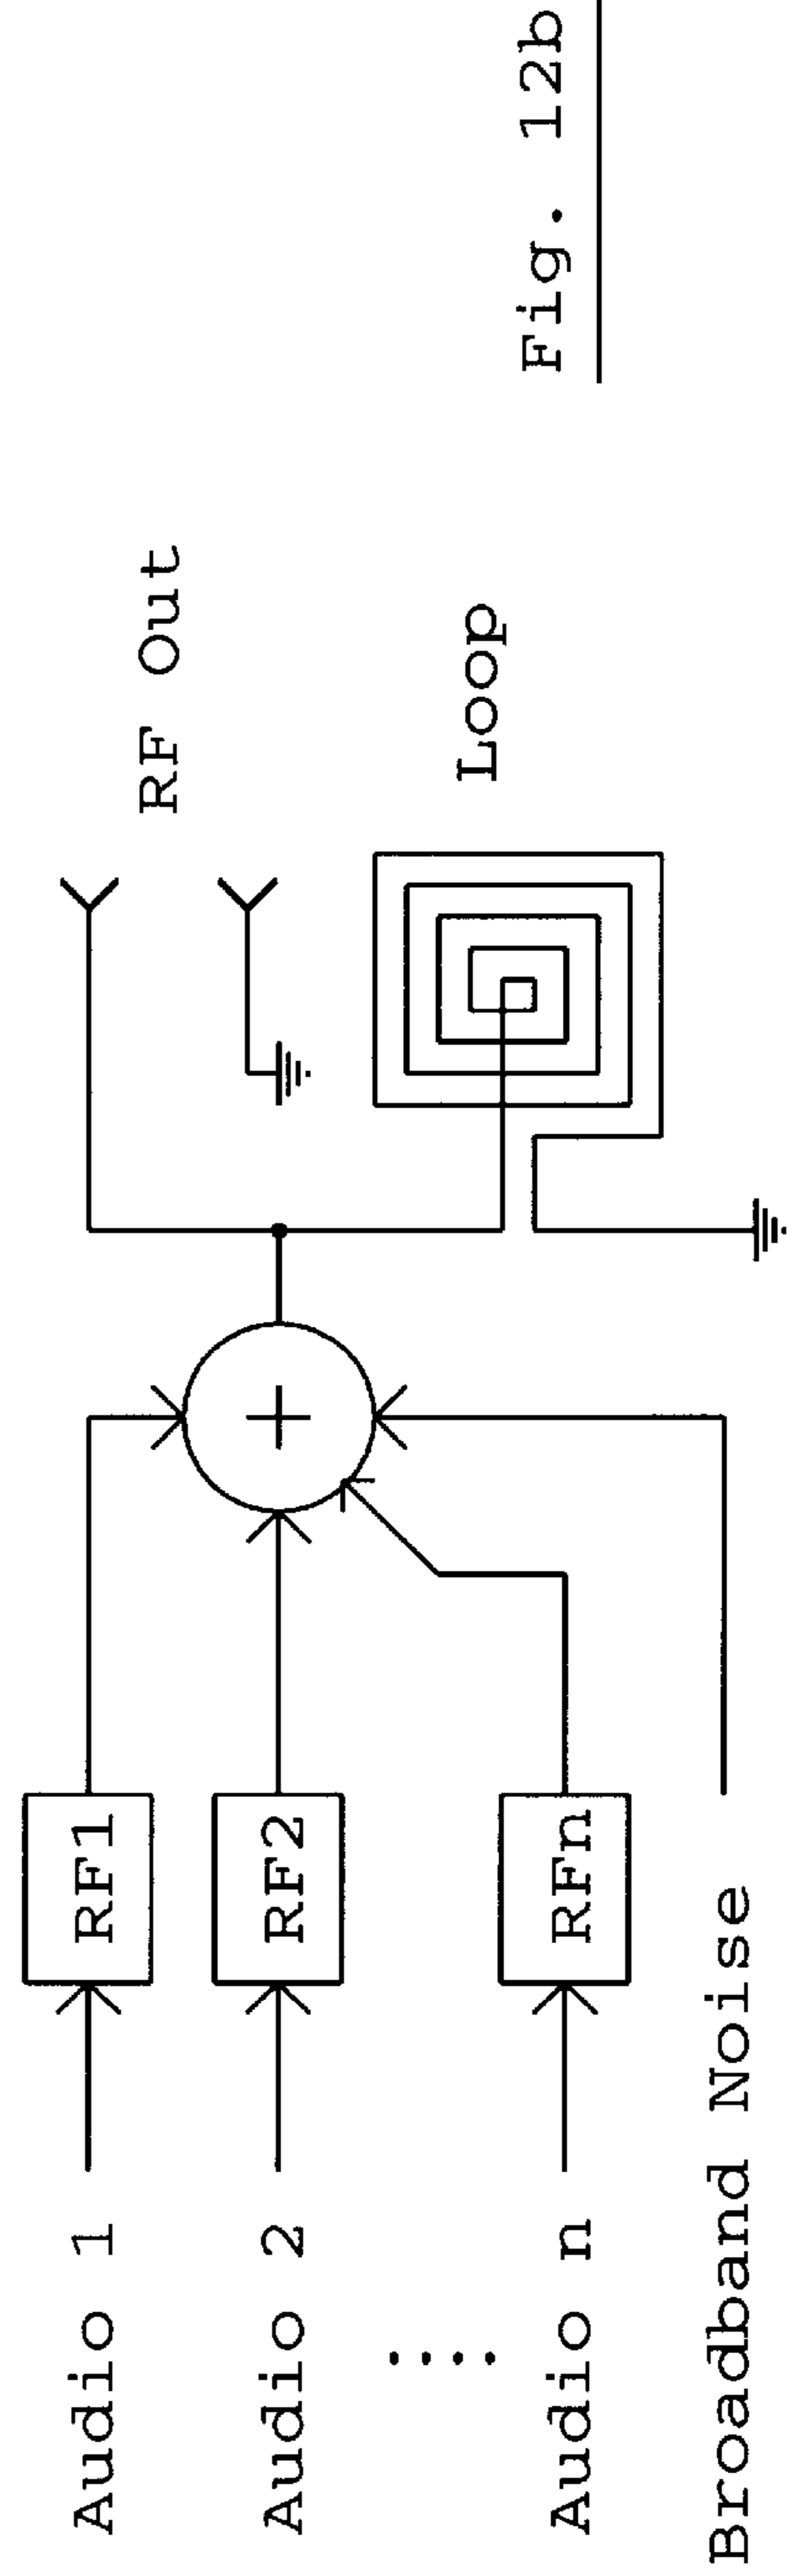 Audio 1
RF1
RF Out
Audio 2
RF2
+
....
Loop
Audio n
RFn
Broadband Noise
Fig. 12b